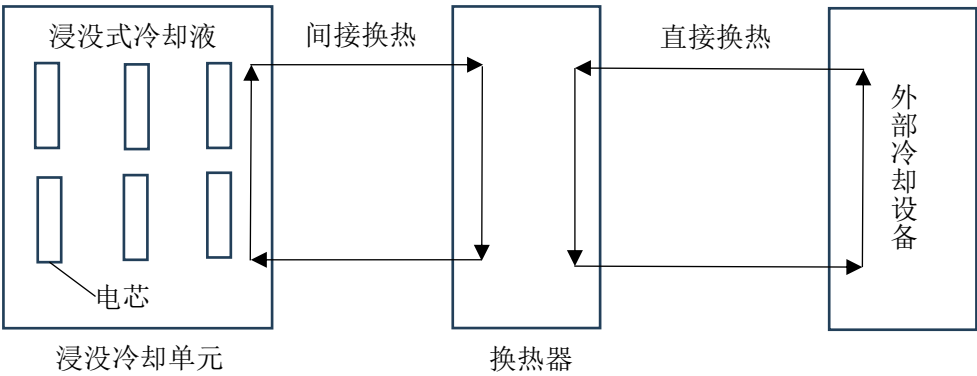 浸没式冷却液
间接换热
直接换热
外部冷却设备
电芯
浸没冷却单元
换热器